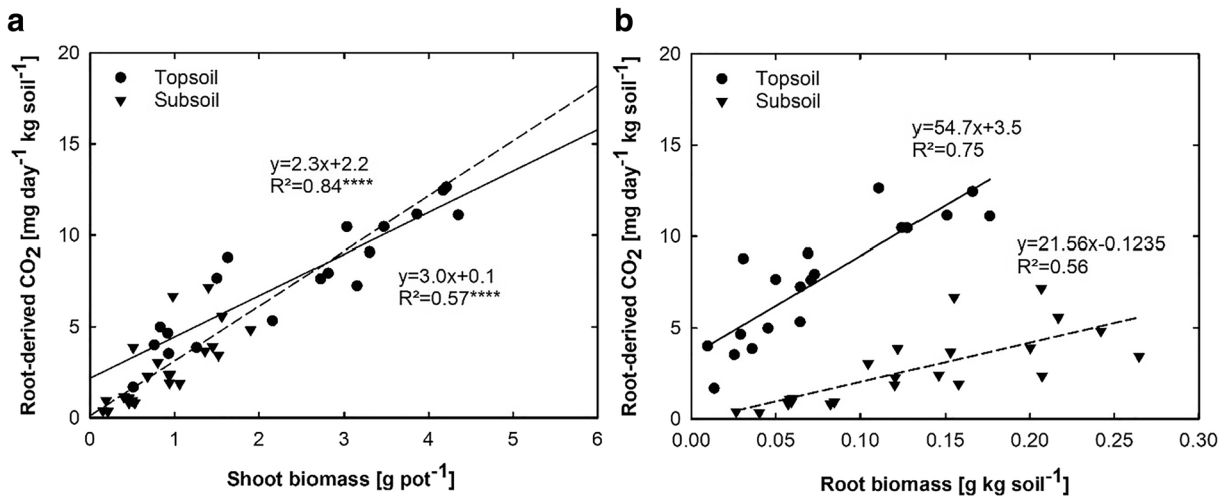 a
Root-derived CO2 [mg day-1 kg soil-1]
20
15
10
5
0
Topsoil
Subsoil
y=2.3x+2.2
R²=0.84****
y=3.0x+0.1
R²=0.57****
0 1 2 3 4 5 6
Shoot biomass [g pot-1]
b
Root-derived CO2 [mg day-1 kg soil-1]
20
15
10
5
0
Topsoil
Subsoil
y=54.7x+3.5
R²=0.75
y=21.56x-0.1235
R²=0.56
0.00 0.05 0.10 0.15 0.20 0.25 0.30
Root biomass [g kg soil-1]